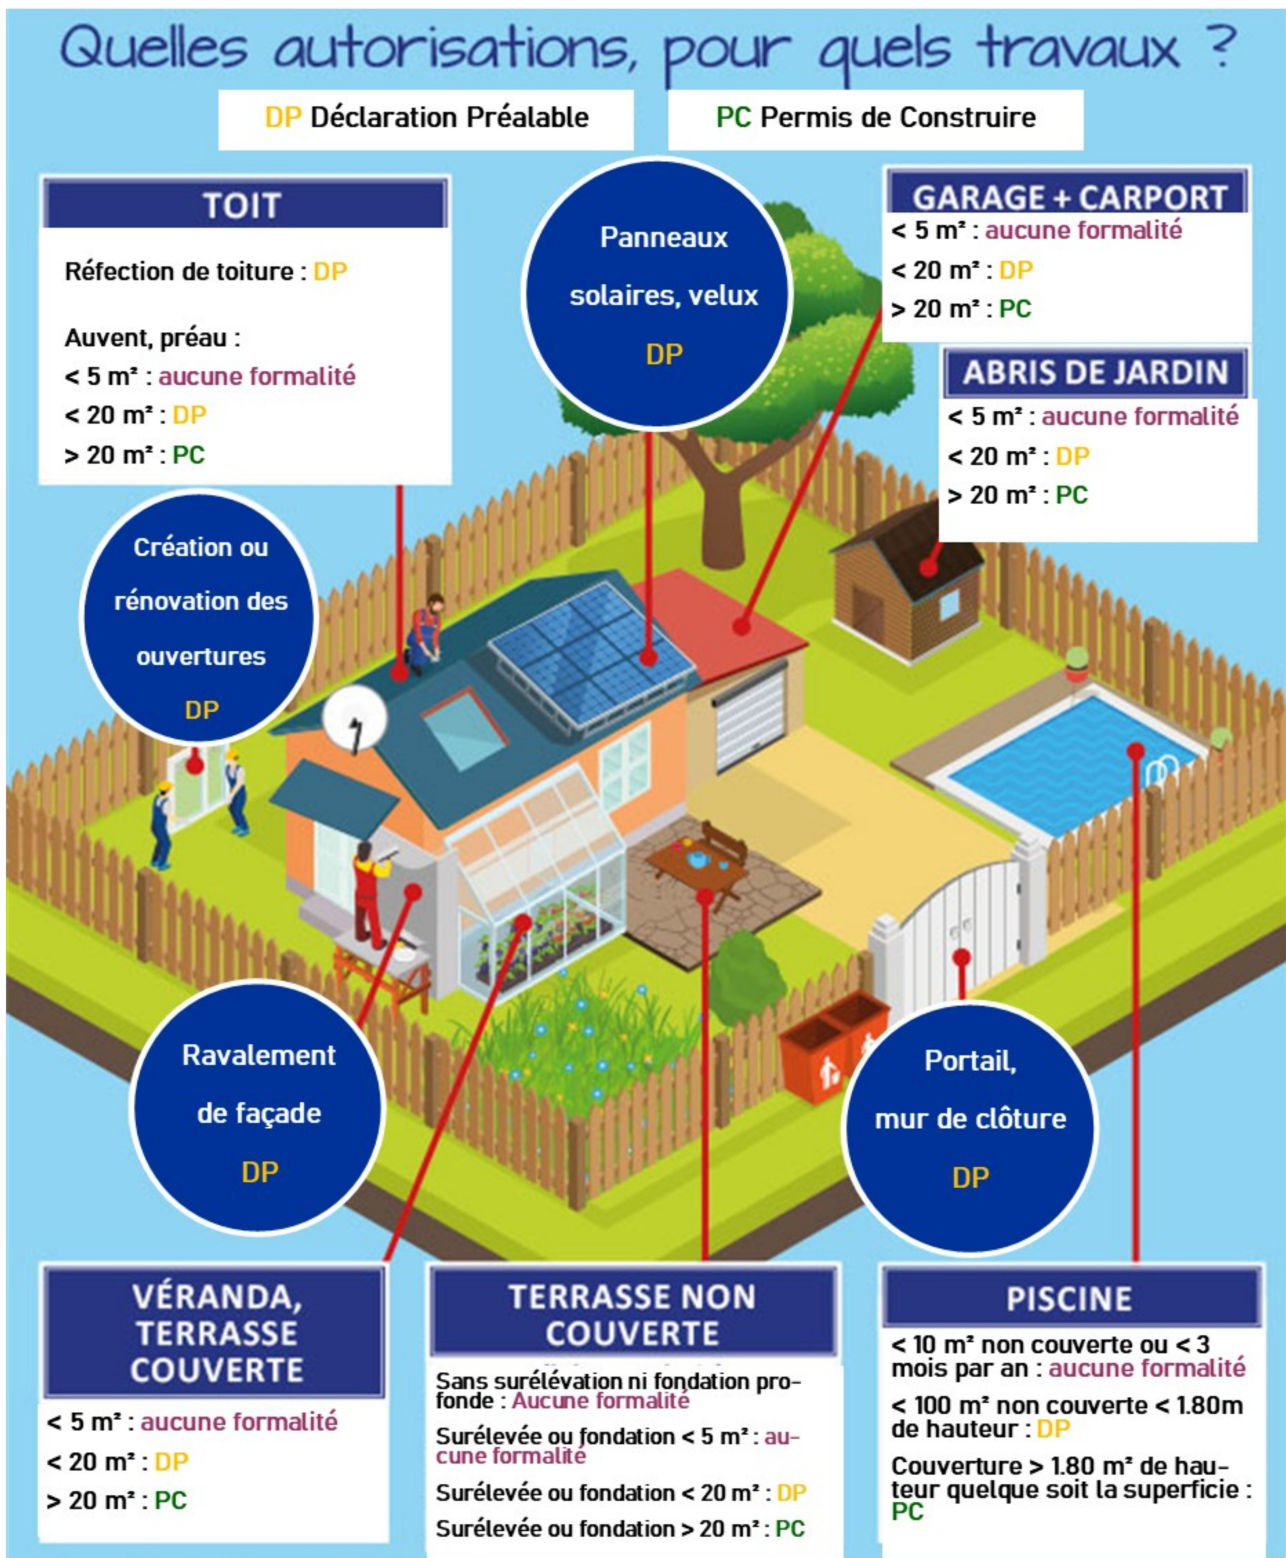 Quelles autorisations, pour quels travaux ?
DP Déclaration Préalable
PC Permis de Construire
TOIT
Réfection de toiture : DP
Auvent, préau :
< 5 m² : aucune formalité
< 20 m² : DP
> 20 m² : PC
Panneaux
solaires, velux
DP
GARAGE + CARPORT
< 5 m² : aucune formalité
< 20 m² : DP
> 20 m² : PC
ABRIS DE JARDIN
< 5 m² : aucune formalité
< 20 m² : DP
> 20 m² : PC
Création ou
rénovation des
ouvertures
DP
Ravalement
de façade
DP
Portail,
mur de clôture
DP
VÉRANDA,
TERRASSE
COUVERTE
< 5 m² : aucune formalité
< 20 m² : DP
> 20 m² : PC
TERRASSE NON
COUVERTE
Sans surélévation ni fondation pro-
fonde : Aucune formalité
Surélevée ou fondation < 5 m² : au-
cune formalité
Surélevée ou fondation < 20 m² : DP
Surélevée ou fondation > 20 m² : PC
PISCINE
< 10 m² non couverte ou < 3
mois par an : aucune formalité
< 100 m² non couverte < 1.80m
de hauteur : DP
Couverture > 1.80 m² de hau-
teur quelque soit la superficie :
PC